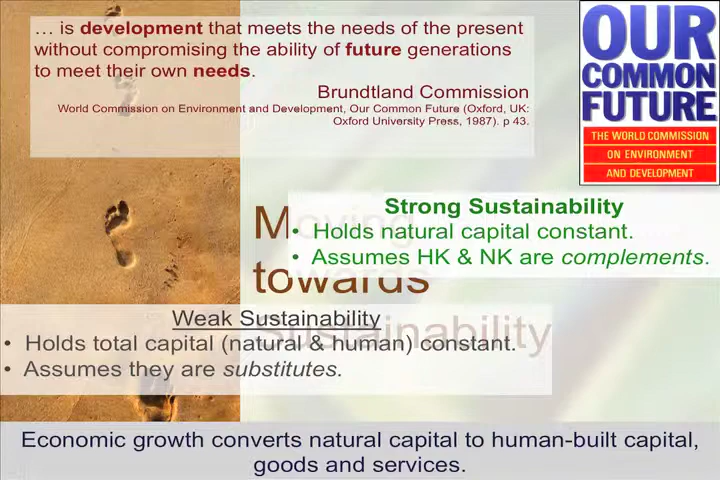 … is development that meets the needs of the present
without compromising the ability of future generations
to meet their own needs.
Brundtland Commission
World Commission on Environment and Development, Our Common Future (Oxford, UK:
Oxford University Press, 1987). p 43.
OUR
COMMON
FUTURE
THE WORLD COMMISSION
ON ENVIRONMENT
AND DEVELOPMENT
Strong Sustainability
• Holds natural capital constant.
• Assumes HK & NK are complements.
Moving
towards
Sustainability
Weak Sustainability
• Holds total capital (natural & human) constant.
• Assumes they are substitutes.
Economic growth converts natural capital to human-built capital,
goods and services.